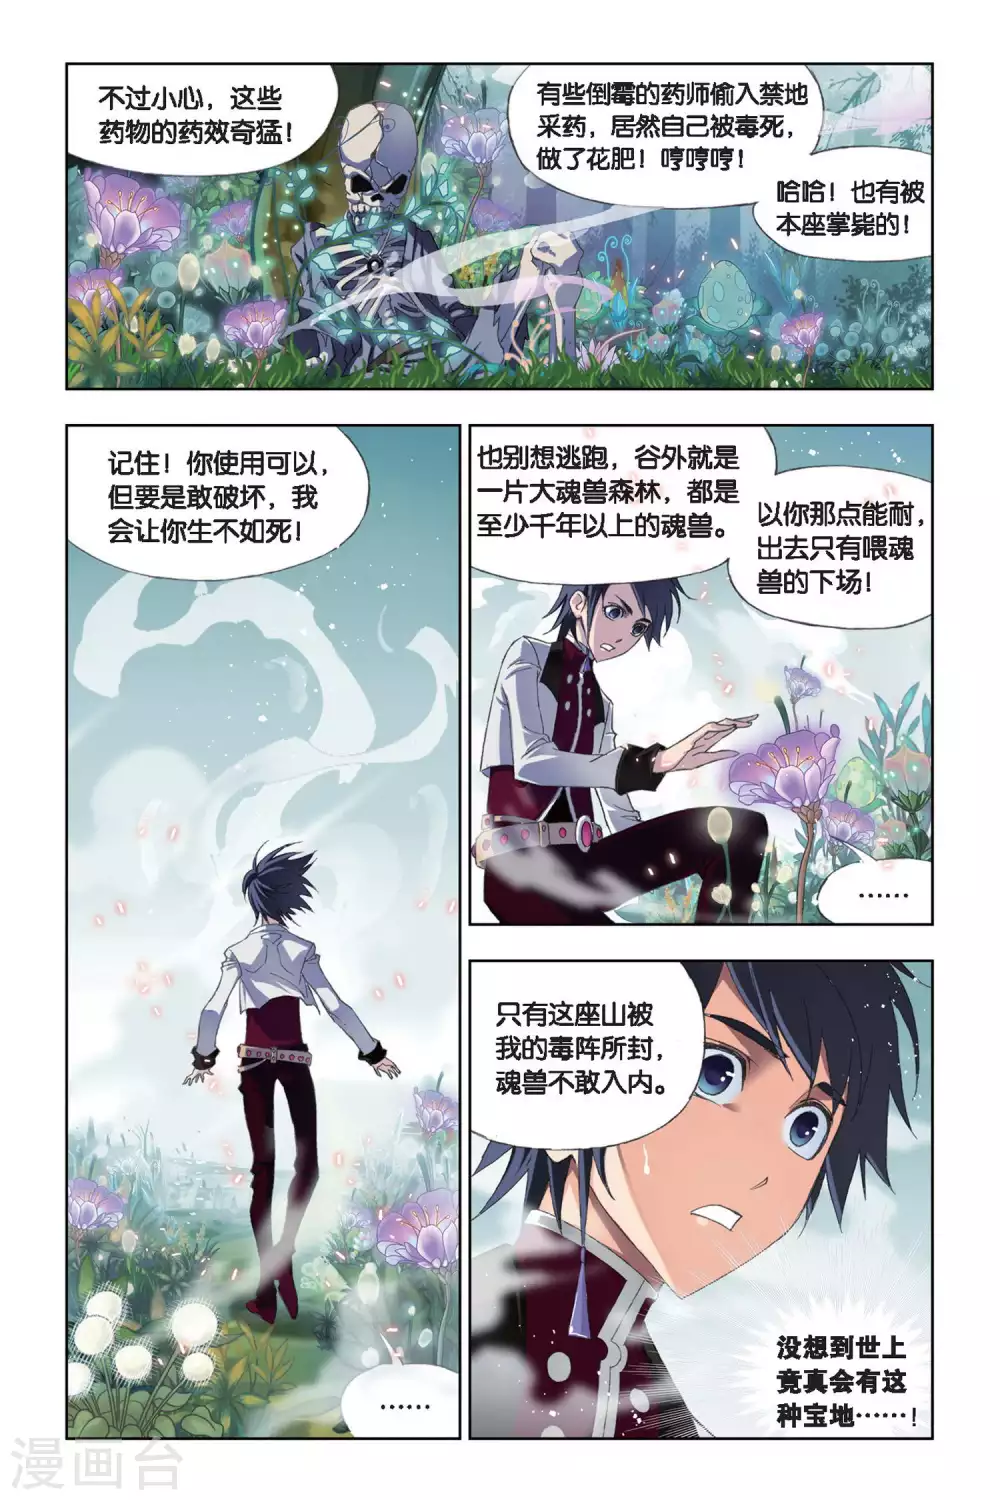 不过小心，这些
药物的药效奇猛！
有些倒霉的药师偷入禁地
采药，居然自己被毒死，
做了花肥！哼哼哼！
哈哈！也有被
本座掌毙的！
记住！你使用可以，
但要是敢破坏，我
会让你生不如死！
……
也别想逃跑，谷外就是
一片大魂兽森林，都是
至少千年以上的魂兽。
以你那点能耐，
出去只有喂魂
兽的下场！
……
只有这座山被
我的毒阵所封，
魂兽不敢入内。
没想到世上
竟真会有这
种宝地……！
漫画台